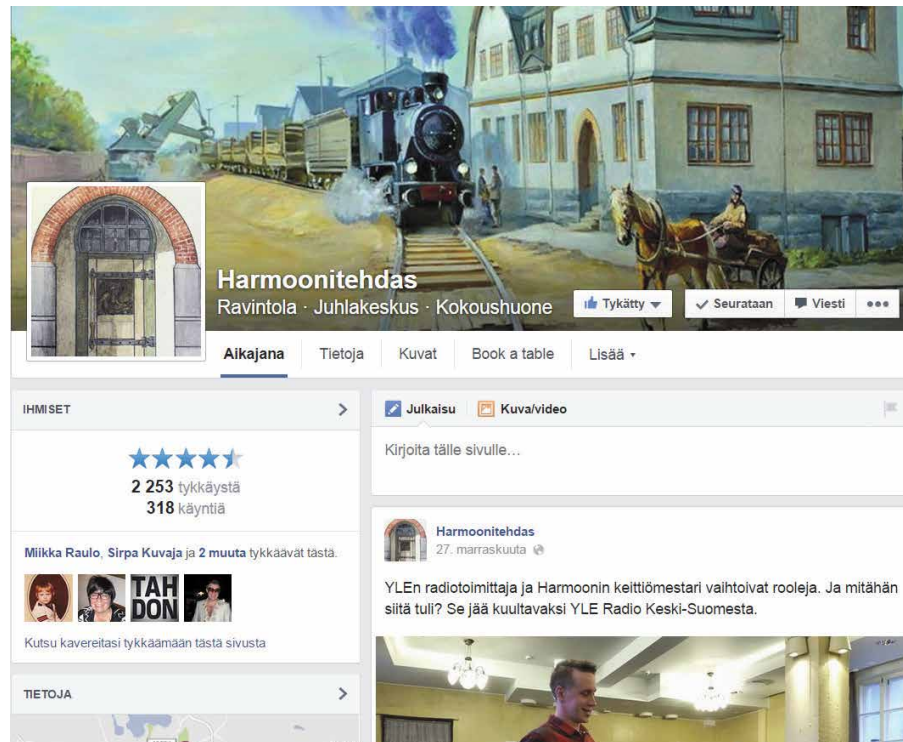 Harmoonitehdas
Ravintola · Juhlakeskus · Kokoushuone
Tykätty
Seurataan
Viesti
Aikajana
Tietoja
Kuvat
Book a table
Lisää
IHMISET
2 253 tykkäystä
318 käyntiä
Miikka Raulo, Sirpa Kuvaja ja 2 muuta tykkäävät tästä.
TAH
DON
Kutsu kavereitasi tykkäämään tästä sivusta
TIETOJA
Julkaisu
Kuva/video
Kirjoita tälle sivulle...
Harmoonitehdas
27. marraskuuta
YLEn radiotoimittaja ja Harmoonin keittiömestari vaihtoivat rooleja. Ja mitähän
siitä tuli? Se jää kuultavaksi YLE Radio Keski-Suomesta.